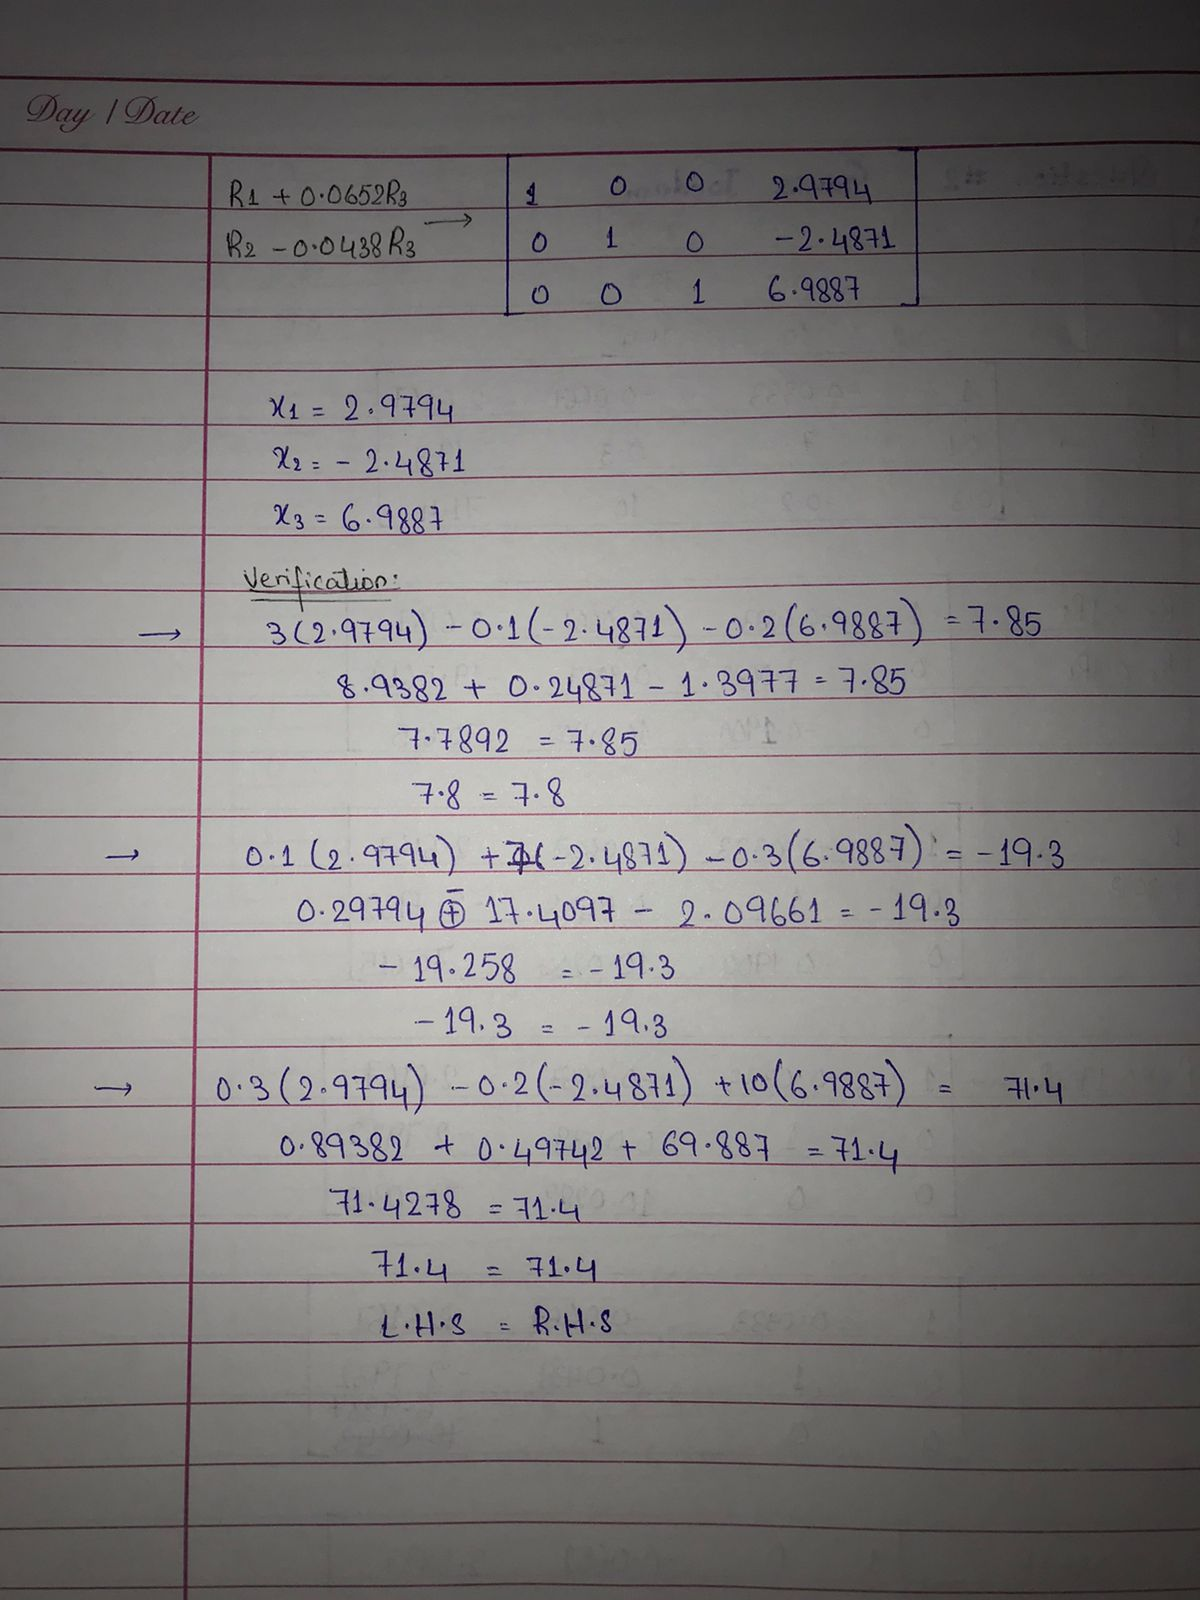 Day / Date
R1 + 0.0652R3
R2 - 0.0438R3 →
1 0 0 2.9794
0 1 0 -2.4871
0 0 1 6.9887
x1 = 2.9794
x2 = - 2.4871
x3 = 6.9887
Verification:
→ 3(2.9794) - 0.1(-2.4871) - 0.2(6.9887) = 7.85
8.9382 + 0.24871 - 1.3977 = 7.85
7.7892 = 7.85
7.8 = 7.8
→ 0.1(2.9794) + 7(-2.4871) - 0.3(6.9887) = -19.3
0.29794 - 17.4097 - 2.09661 = -19.3
- 19.258 = - 19.3
- 19.3 = - 19.3
→ 0.3(2.9794) - 0.2(-2.4871) + 10(6.9887) = 71.4
0.89382 + 0.49742 + 69.887 = 71.4
71.4278 = 71.4
71.4 = 71.4
L.H.S = R.H.S